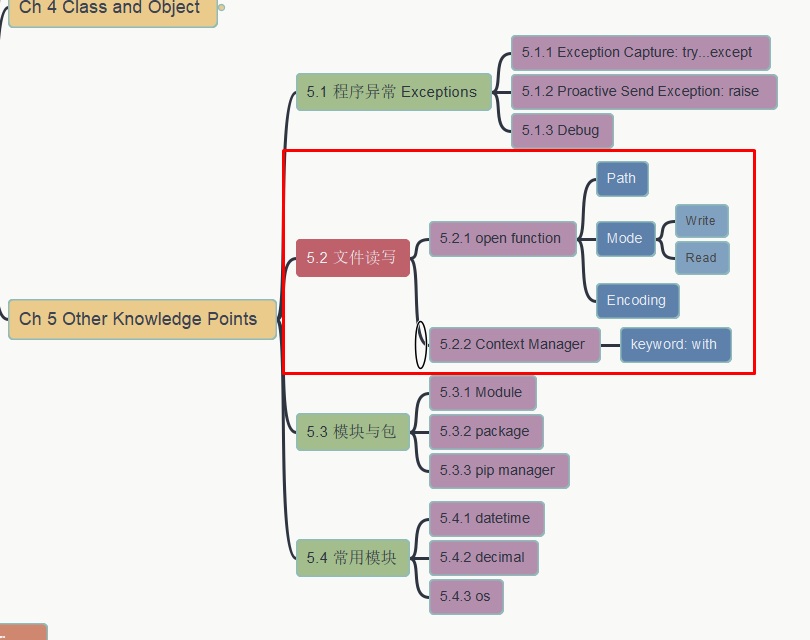 Ch 4 Class and Object
5.1.1 Exception Capture: try...except
5.1 程序异常 Exceptions
5.1.2 Proactive Send Exception: raise
5.1.3 Debug
Path
Write
5.2.1 open function
Mode
Read
5.2 文件读写
Encoding
Ch 5 Other Knowledge Points
5.2.2 Context Manager
keyword: with
5.3.1 Module
5.3 模块与包
5.3.2 package
5.3.3 pip manager
5.4.1 datetime
5.4 常用模块
5.4.2 decimal
5.4.3 os